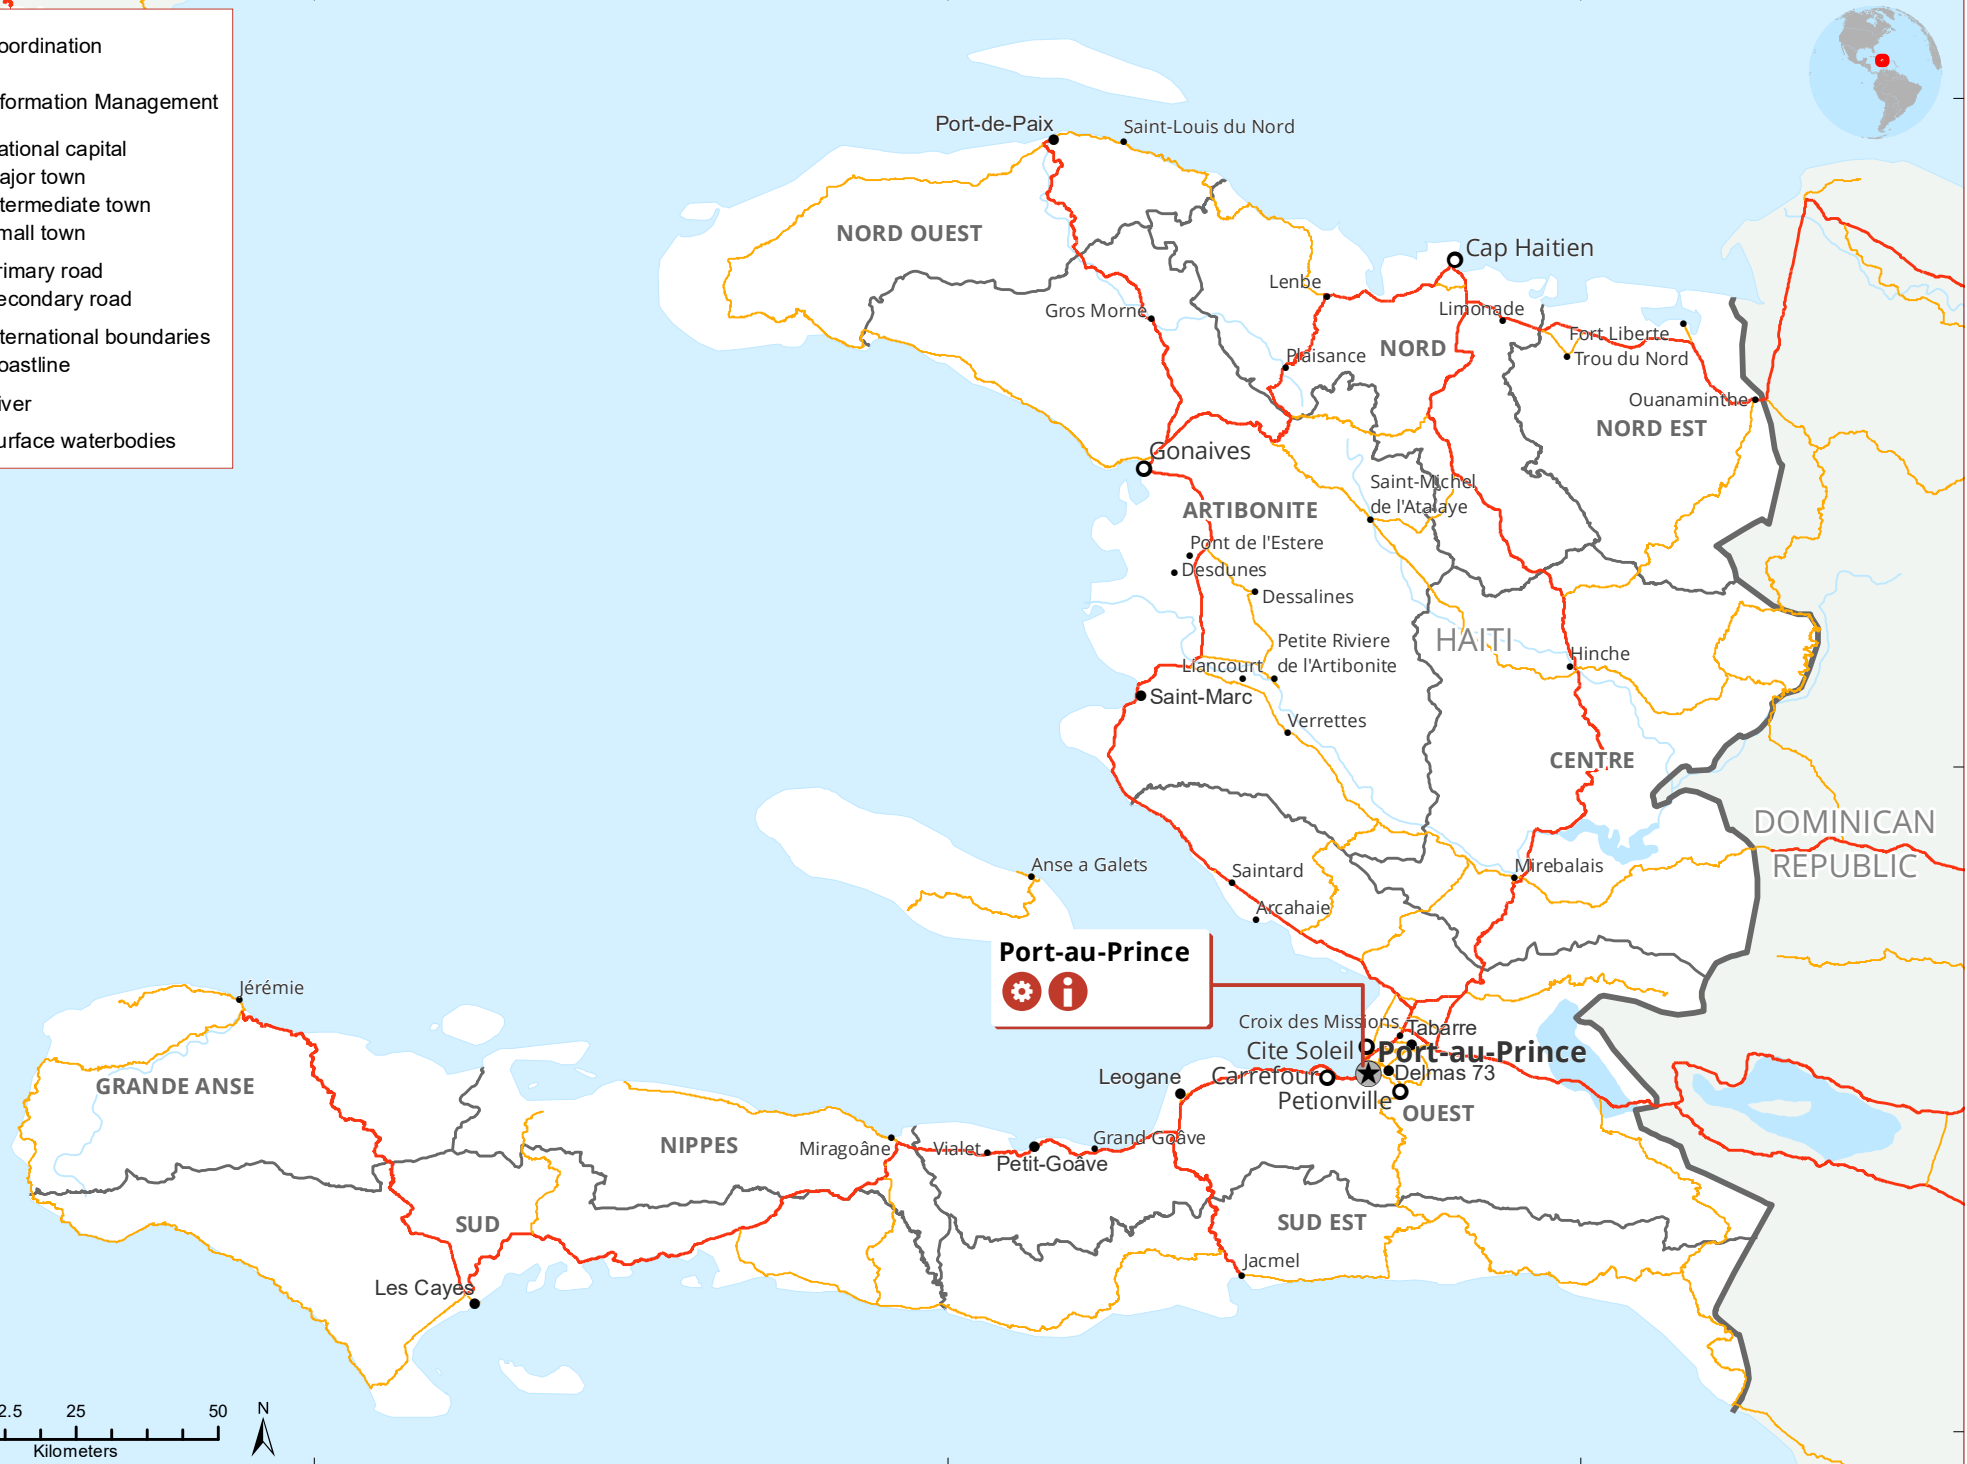 oordination
formation Management
ational capital
ajor town
termediate town
mall town
rimary road
econdary road
ternational boundaries
oastline
iver
urface waterbodies
Port-de-Paix
Saint-Louis du Nord
NORD OUEST
Cap Haitien
Lenbe
Gros Morne
Limonade
Fort Liberte
Plaisance
NORD
Trou du Nord
Ouanaminthe
NORD EST
Gonaives
Saint-Michel
de l'Atalaye
ARTIBONITE
Pont de l'Estere
Desdunes
Dessalines
HAITI
Petite Riviere
de l'Artibonite
Liancourt
Hinche
Saint-Marc
Verrettes
CENTRE
DOMINICAN
REPUBLIC
Anse a Galets
Saintard
Mirebalais
Arcahaie
Port-au-Prince
Jérémie
Croix des Missions
Tabarre
Cite Soleil
Port-au-Prince
Leogane
Carrefour
Delmas 73
Petionville
OUEST
GRANDE ANSE
NIPPES
Miragoâne
Vialet
Petit-Goâve
Grand Goâve
SUD
SUD EST
Jacmel
Les Cayes
2.5
25
50
Kilometers
N